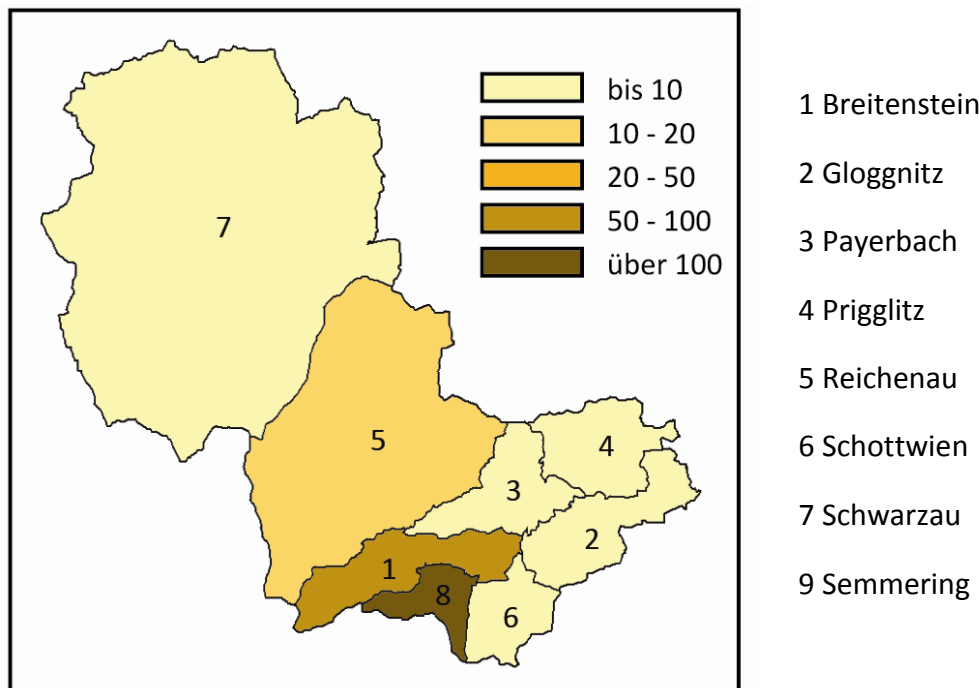 bis 10
10 - 20
20 - 50
50 - 100
über 100
7
5
4
3
2
1
8
6
1 Breitenstein
2 Gloggnitz
3 Payerbach
4 Prigglitz
5 Reichenau
6 Schottwien
7 Schwarzau
9 Semmering